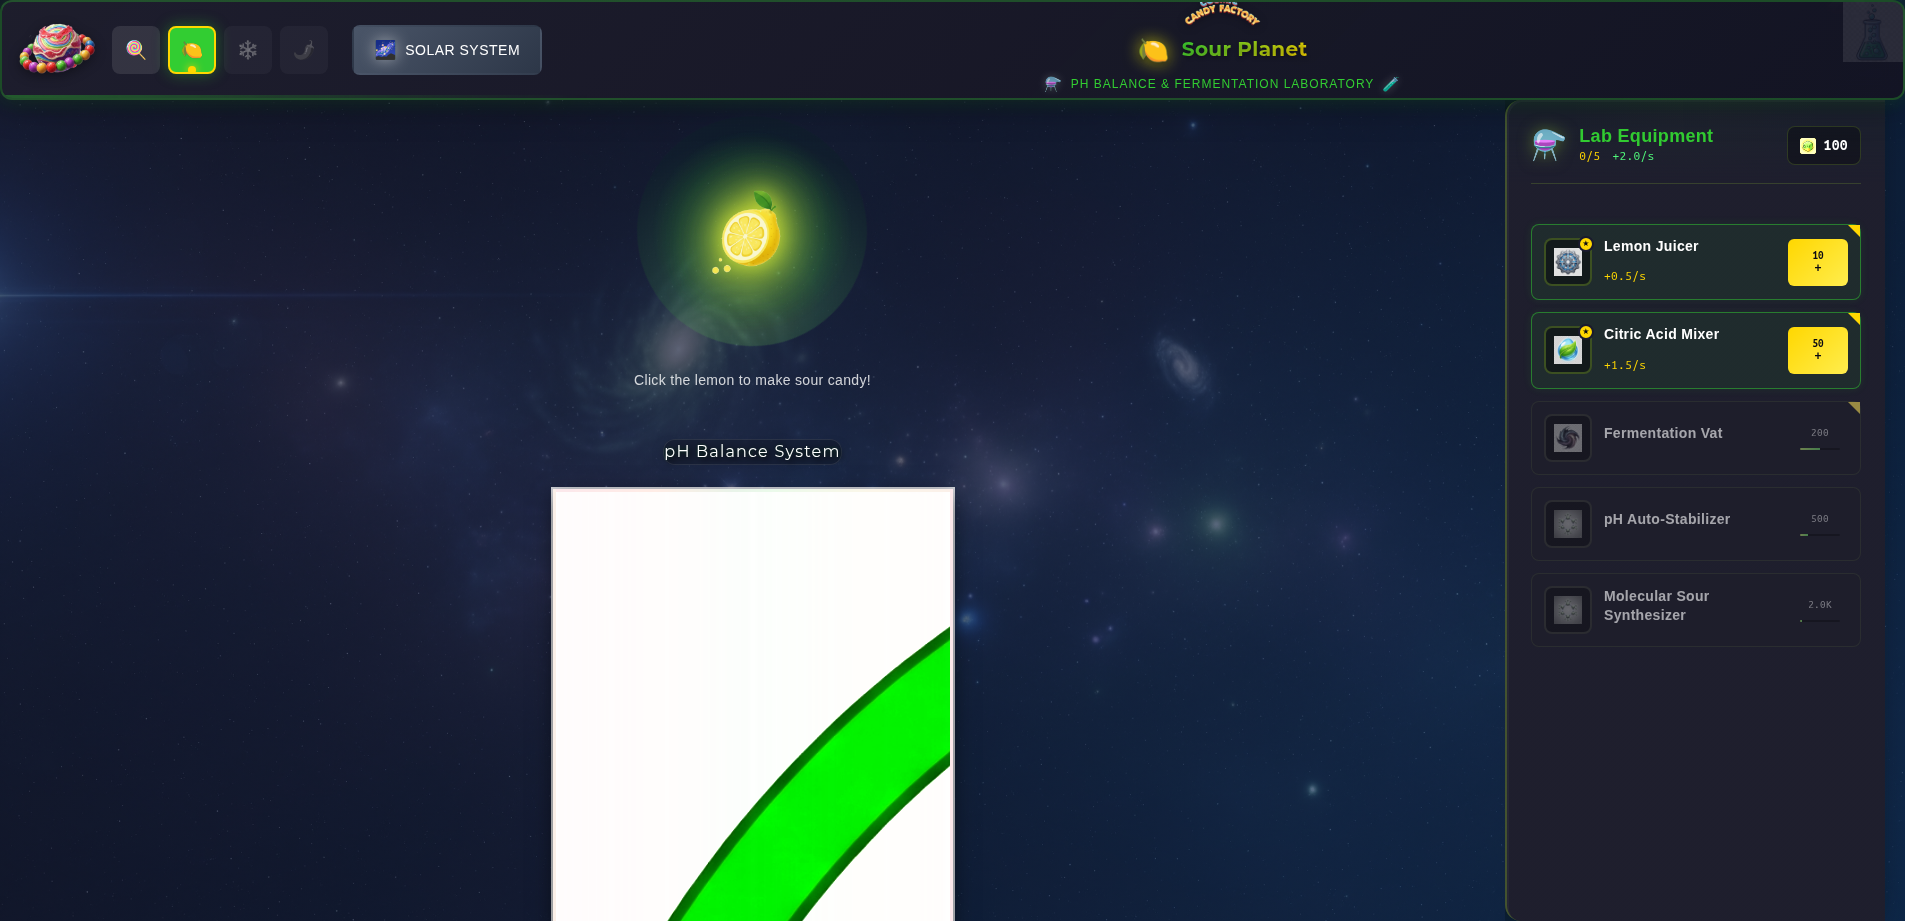 SOLAR SYSTEM
CANDY FACTORY
Sour Planet
PH BALANCE & FERMENTATION LABORATORY
Click the lemon to make sour candy!
pH Balance System
Lab Equipment
0/5 +2.0/s
100
Lemon Juicer
+0.5/s
10
+
Citric Acid Mixer
+1.5/s
50
+
Fermentation Vat
200
pH Auto-Stabilizer
500
Molecular Sour
Synthesizer
2.0K